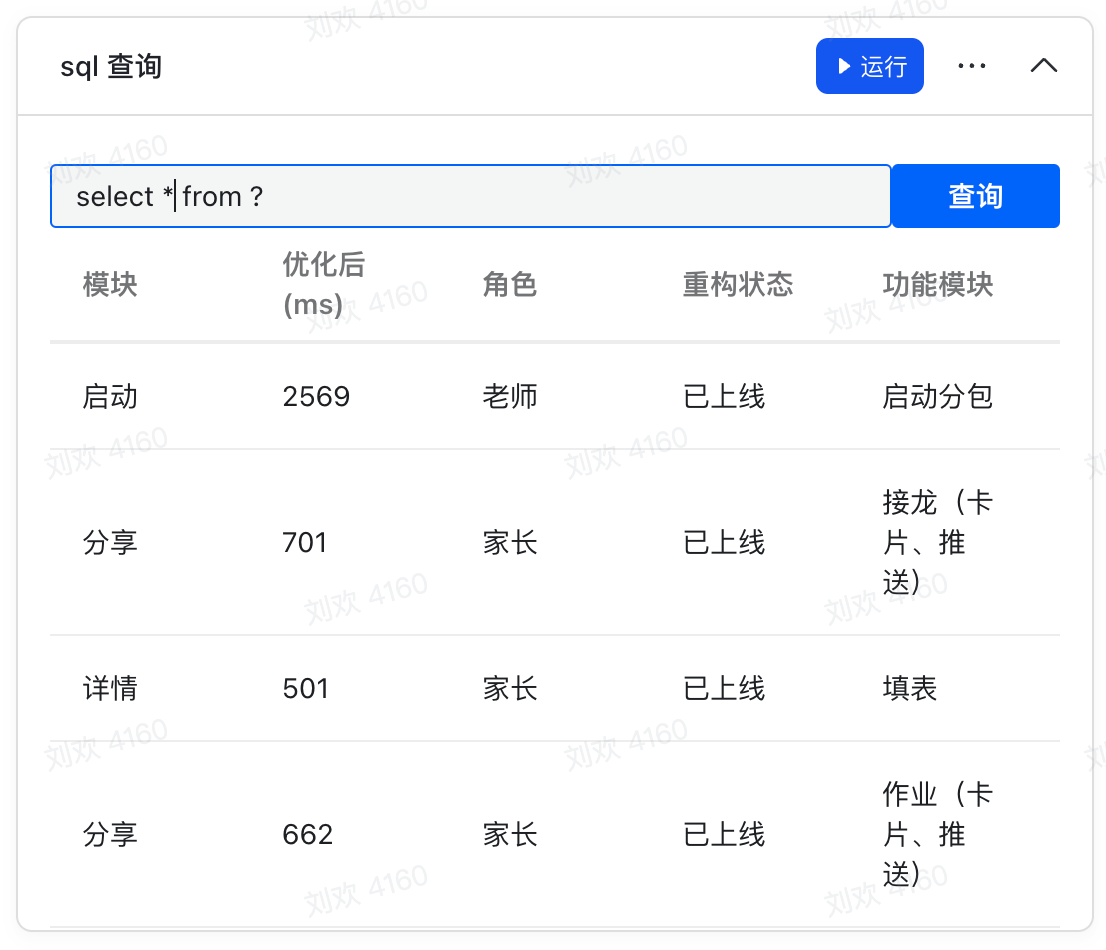 sql 查询
运行
select * from ?
查询
模块
优化后
(ms)
角色
重构状态
功能模块
启动
2569
老师
已上线
启动分包
分享
701
家长
已上线
接龙（卡
片、推
送）
详情
501
家长
已上线
填表
分享
662
家长
已上线
作业（卡
片、推
送）
刘欢 4160